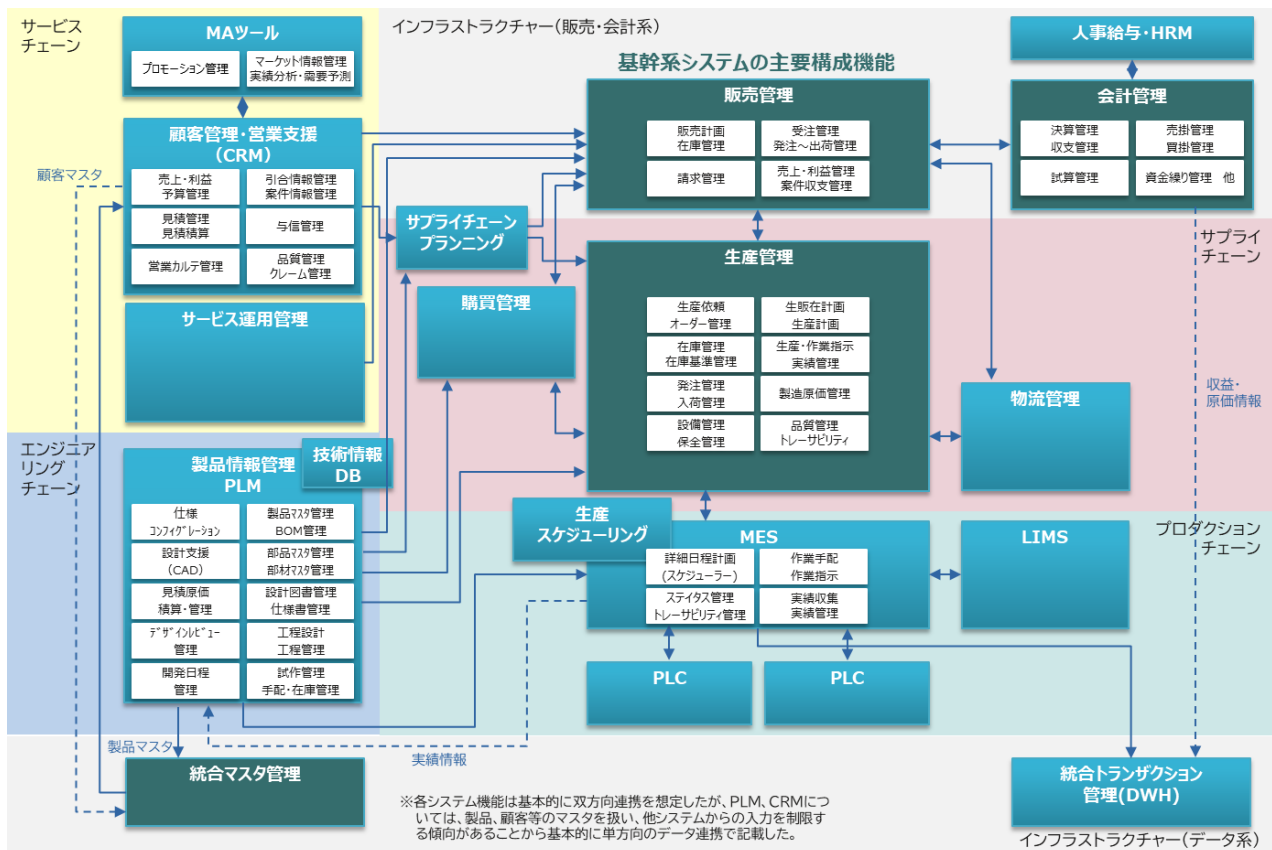 サービス
チェーン
MAツール
プロモーション管理
マーケット情報管理
実績分析・需要予測
顧客管理・営業支援
(CRM)
売上・利益
予算管理
引合情報管理
案件情報管理
見積管理
見積積算
与信管理
営業カルテ管理
品質管理
クレーム管理
サービス運用管理
顧客マスタ
インフラストラクチャー(販売・会計系)
基幹系システムの主要構成機能
販売管理
販売計画
在庫管理
受注管理
発注～出荷管理
請求管理
売上・利益管理
案件収支管理
人事給与・HRM
会計管理
決算管理
収支管理
売掛管理
買掛管理
試算管理
資金繰り管理 他
サプライチェーン
プランニング
購買管理
サプライ
チェーン
生産管理
生産依頼
オーダー管理
生販在計画
生産計画
在庫管理
在庫基準管理
生産・作業指示
実績管理
発注管理
入荷管理
製造原価管理
設備管理
保全管理
品質管理
トレーサビリティ
物流管理
収益・
原価情報
エンジニア
リング
チェーン
製品情報管理
PLM
技術情報
DB
仕様
コンフィグレーション
製品マスタ管理
BOM管理
設計支援
(CAD)
部品マスタ管理
部材マスタ管理
見積原価
積算・管理
設計図書管理
仕様書管理
デザインレビュー
管理
工程設計
工程管理
開発日程
管理
試作管理
手配・在庫管理
プロダクション
チェーン
生産
スケジューリング
MES
詳細日程計画
(スケジューラー)
作業手配
作業指示
ステイタス管理
トレーサビリティ管理
実績収集
実績管理
LIMS
PLC
PLC
製品マスタ
実績情報
統合マスタ管理
統合トランザクション
管理(DWH)
※各システム機能は基本的に双方向連携を想定したが、PLM、CRMにつ
いては、製品、顧客等のマスタを扱い、他システムからの入力を制限す
る傾向があることから基本的に単方向のデータ連携で記載した。
インフラストラクチャー(データ系)